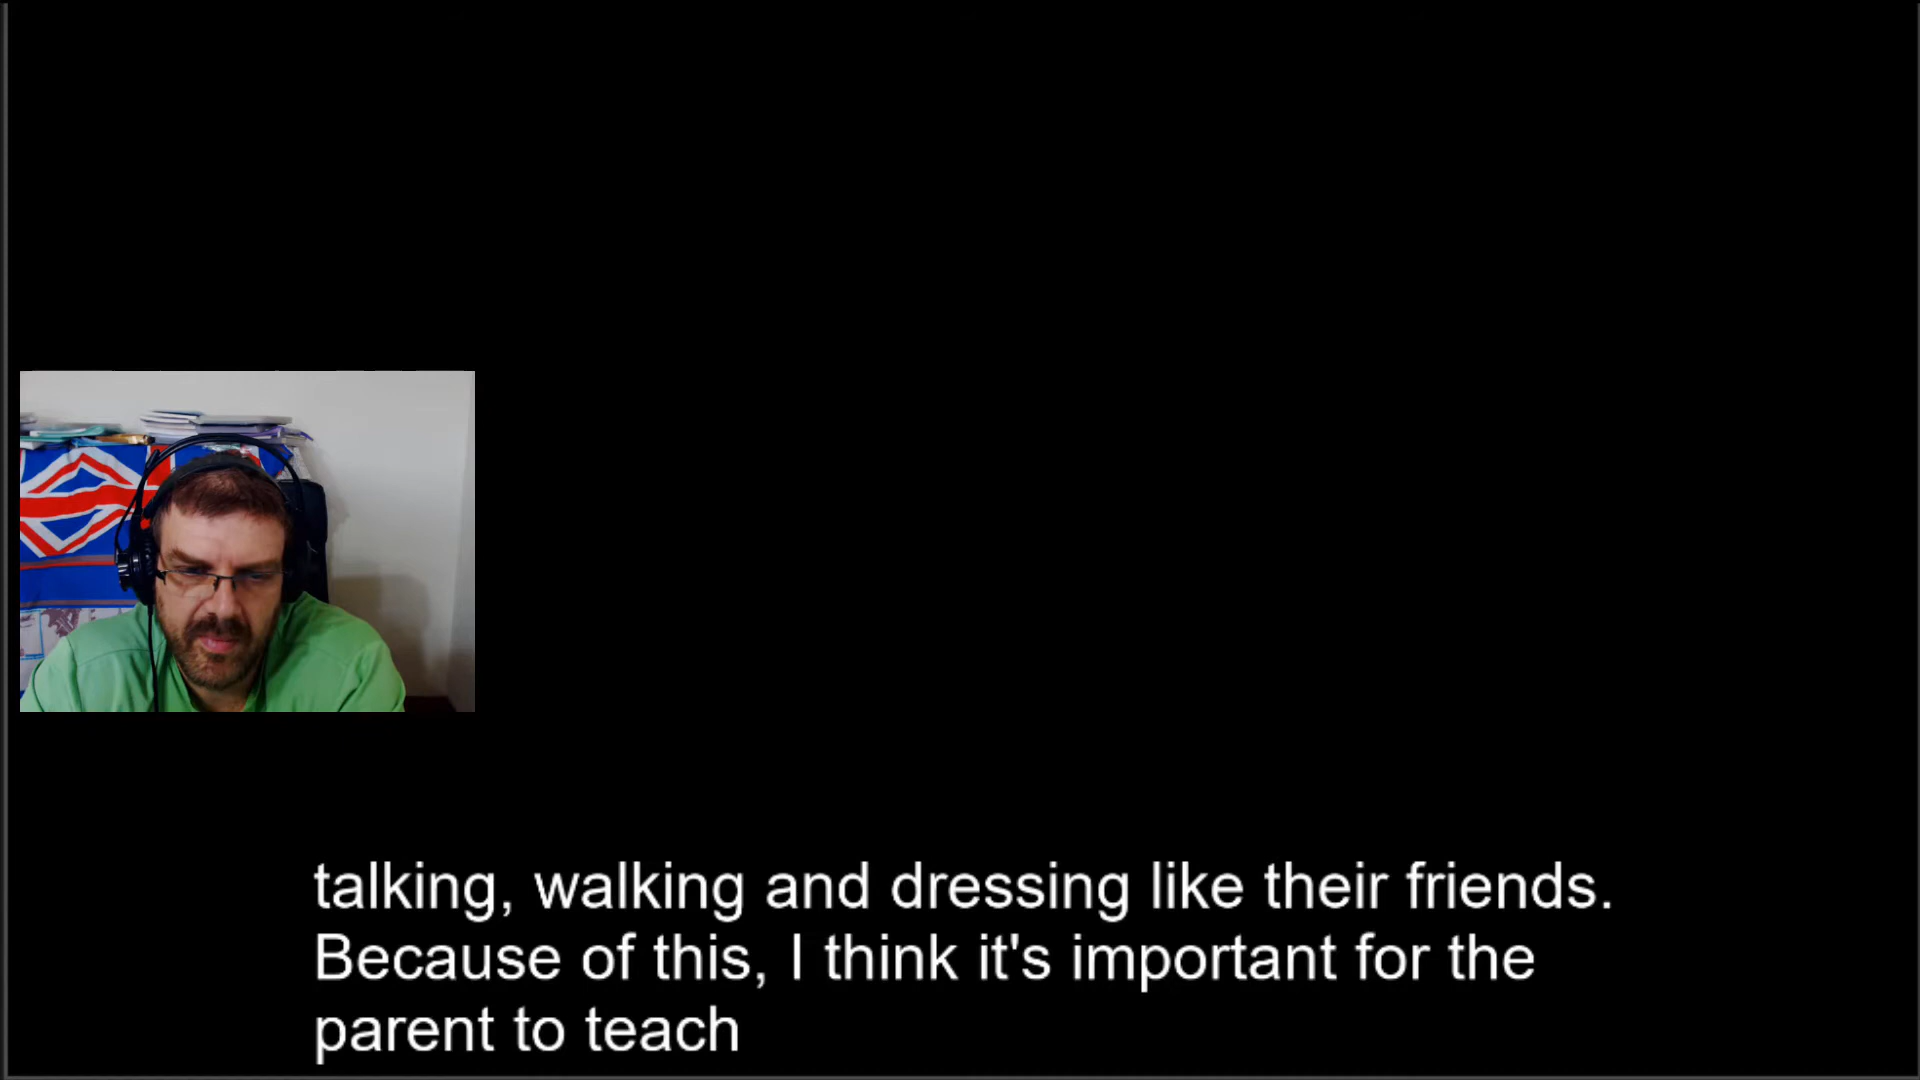 talking, walking and dressing like their friends.
Because of this, I think it's important for the
parent to teach